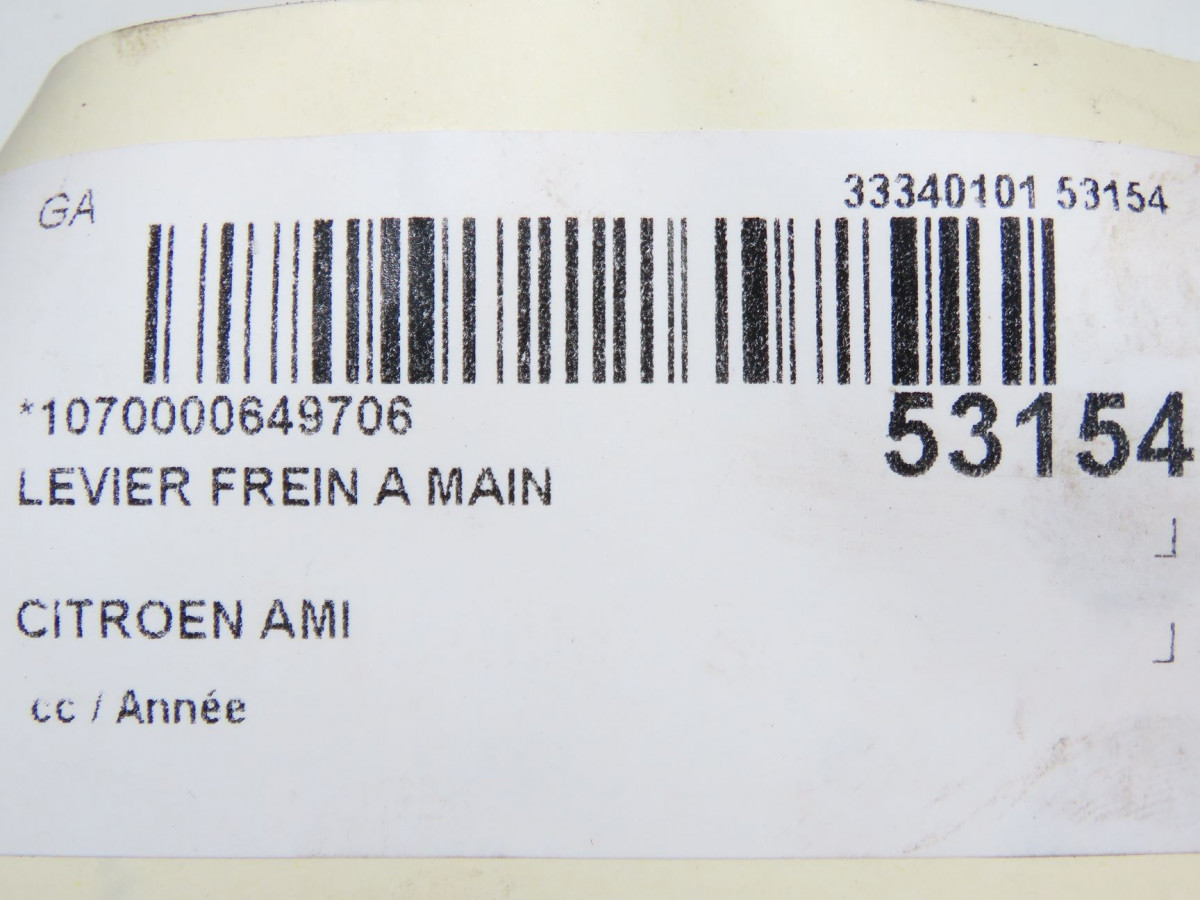 GA
33340101 53154
*1070000649706
53154
LEVIER FREIN A MAIN
CITROEN AMI
cc / Année